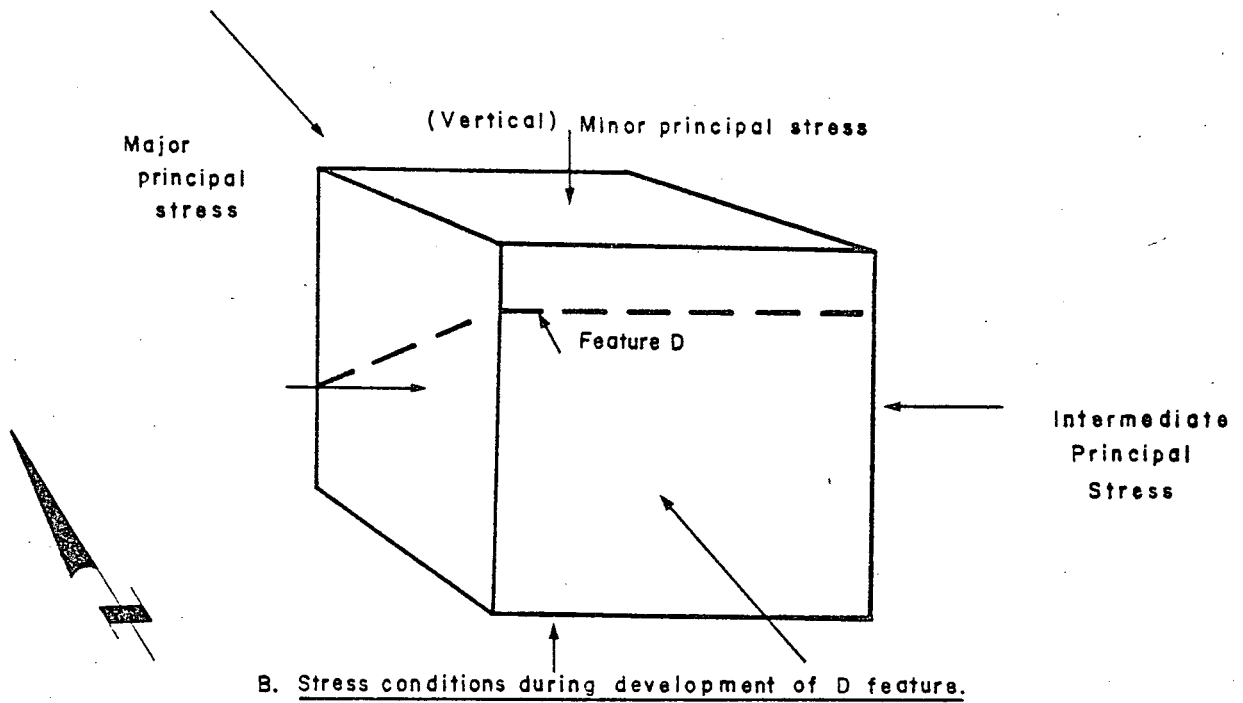 (Vertical) Minor principal stress
Major
principal
stress
Feature D
Intermediate
Principal
Stress
B. Stress conditions during development of D feature.